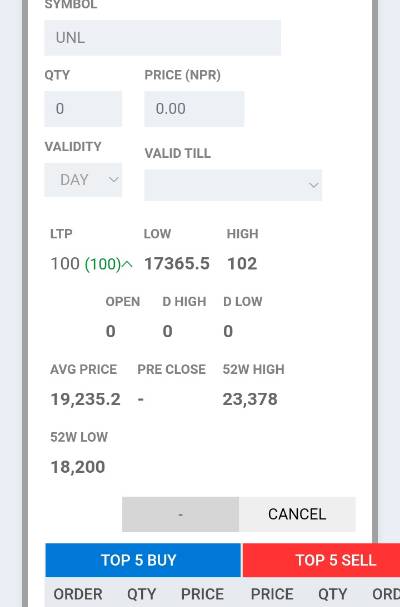 SYMBOL
UNL
QTY PRICE (NPR)
0 0.00
VALIDITY VALID TILL
DAY
LTP LOW HIGH
100 (100) 17365.5 102
OPEN D HIGH D LOW
0 0 0
AVG PRICE PRE CLOSE 52W HIGH
19,235.2 - 23,378
52W LOW
18,200
- CANCEL
TOP 5 BUY TOP 5 SELL
ORDER QTY PRICE PRICE QTY ORD